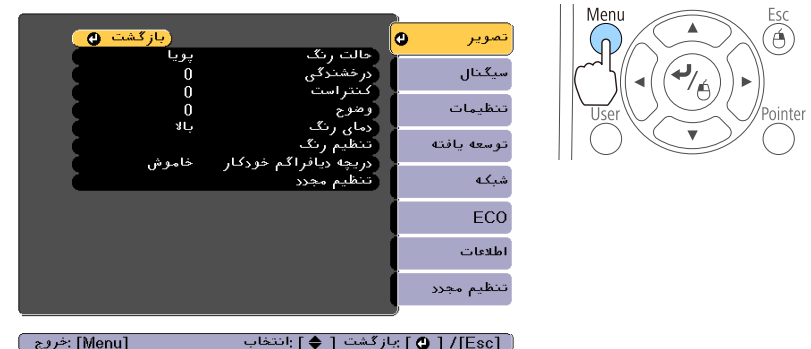 بازگشت
حالت رنگ پویا
درخشندگی 0
کنتراست 0
وضوح 0
دمای رنگ بالا
تنظیم رنگ
دریچه دیافراگم خودکار خاموش
تنظیم مجدد
تصویر
سیگنال
تنظیمات
توسعه یافته
شبکه
ECO
اطلاعات
تنظیم مجدد
[Esc]/ [ ] :بازگشت [ ] :انتخاب [Menu] :خروج
Menu
Esc
User
Pointer